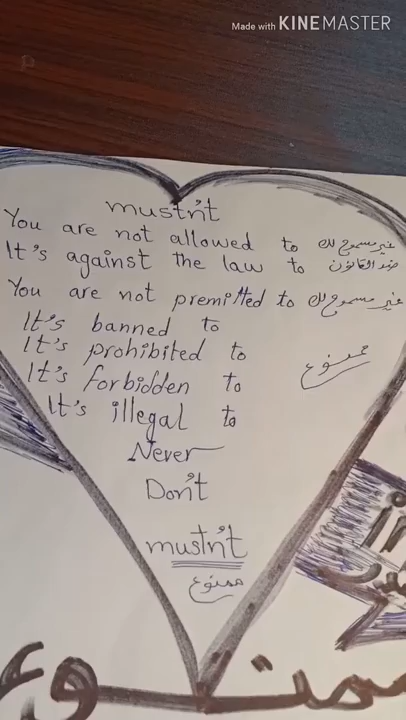 Made with KINEMASTER
mustn't
You are not allowed to غير مسموح لك
It's against the law to ضد القانون
You are not premitted to غير مسموح لك
It's banned to
It's prohibited to
ممنوع
It's forbidden to
It's illegal to
Never
Don't
mustn't
ممنوع
ممنوع